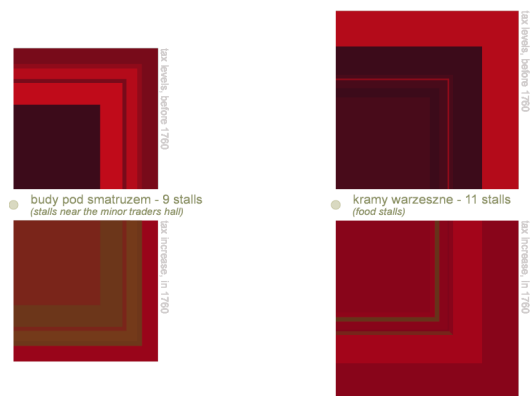 tax levels, before 1760
budy pod smatruzem - 9 stalls
(stalls near the minor traders hall)
tax increase, in 1760
tax levels, before 1760
kramy warzeszne - 11 stalls
(food stalls)
tax increase, in 1760